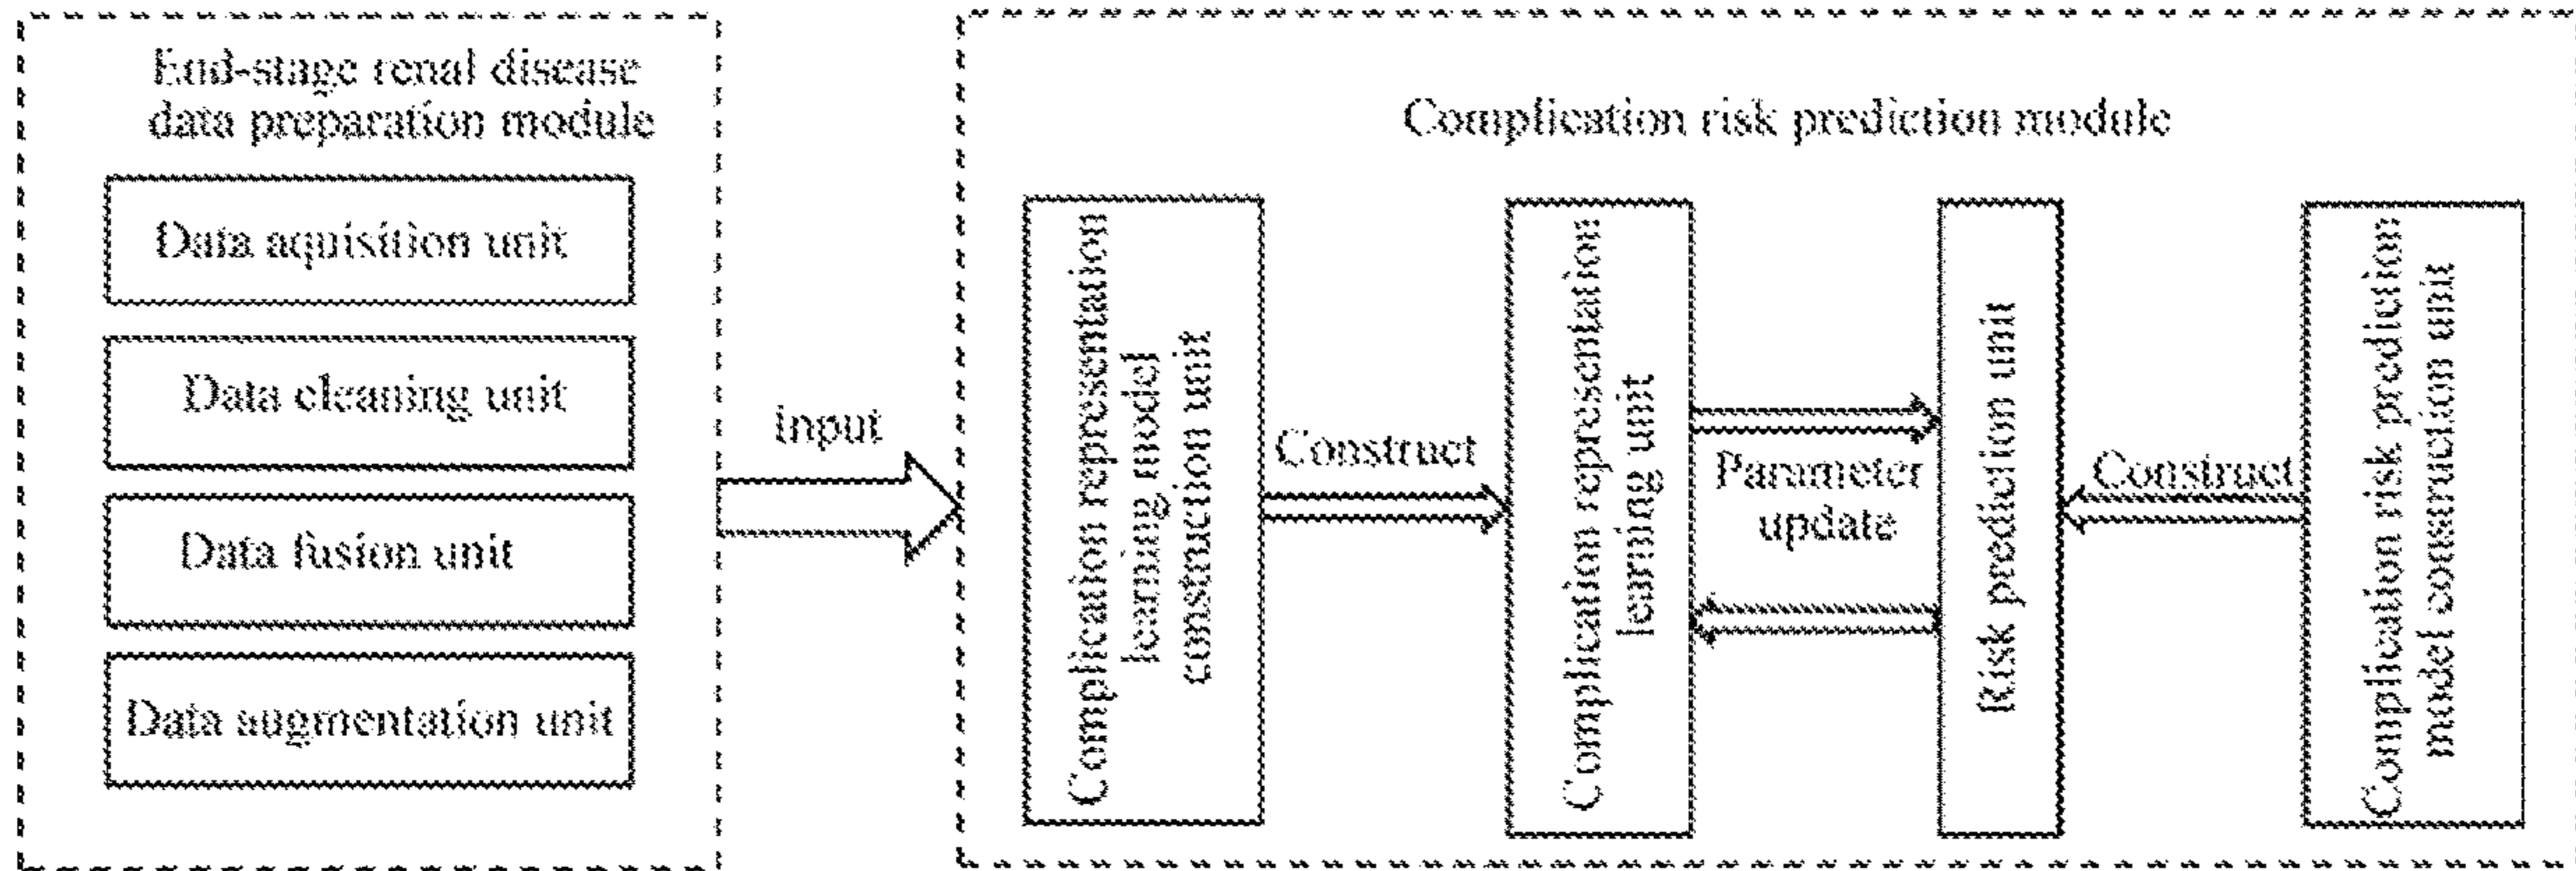 End-stage renal disease
data preparation module
Data aquisition unit
Data cleaning unit
Data fusion unit
Data augmentation unit
input
Complication risk prediction module
Complication representation
learning model
construction unit
Construct
Complication representation
learning unit
Parameter
update
Risk prediction unit
Construct
Complication risk prediction
model construction unit